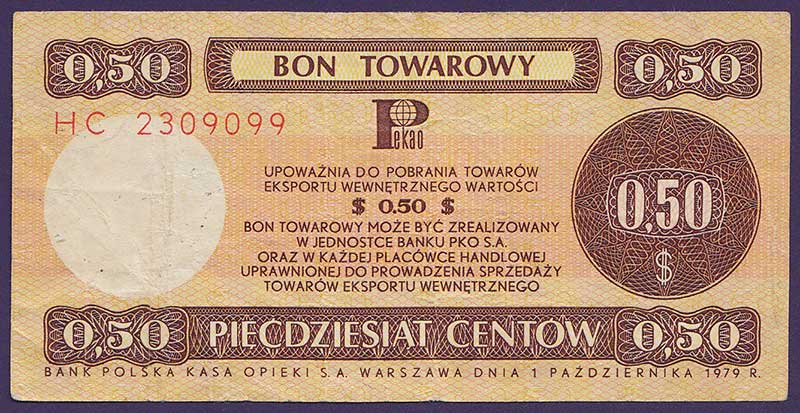 0,50 BON TOWAROWY 0,50
HC 2309099
Pekao
UPOWAŻNIA DO POBRANIA TOWARÓW
EKSPORTU WEWNĘTRZNEGO WARTOŚCI
$ 0.50 $
BON TOWAROWY MOŻE BYĆ ZREALIZOWANY
W JEDNOSTCE BANKU PKO S.A.
ORAZ W KAŻDEJ PLACÓWCE HANDLOWEJ
UPRAWNIONEJ DO PROWADZENIA SPRZEDAŻY
TOWARÓW EKSPORTU WEWNĘTRZNEGO
0,50
$
0,50 PIĘĆDZIESIĄT CENTÓW 0,50
BANK POLSKA KASA OPIEKI S.A. WARSZAWA DNIA 1 PAŹDZIERNIKA 1979 R.